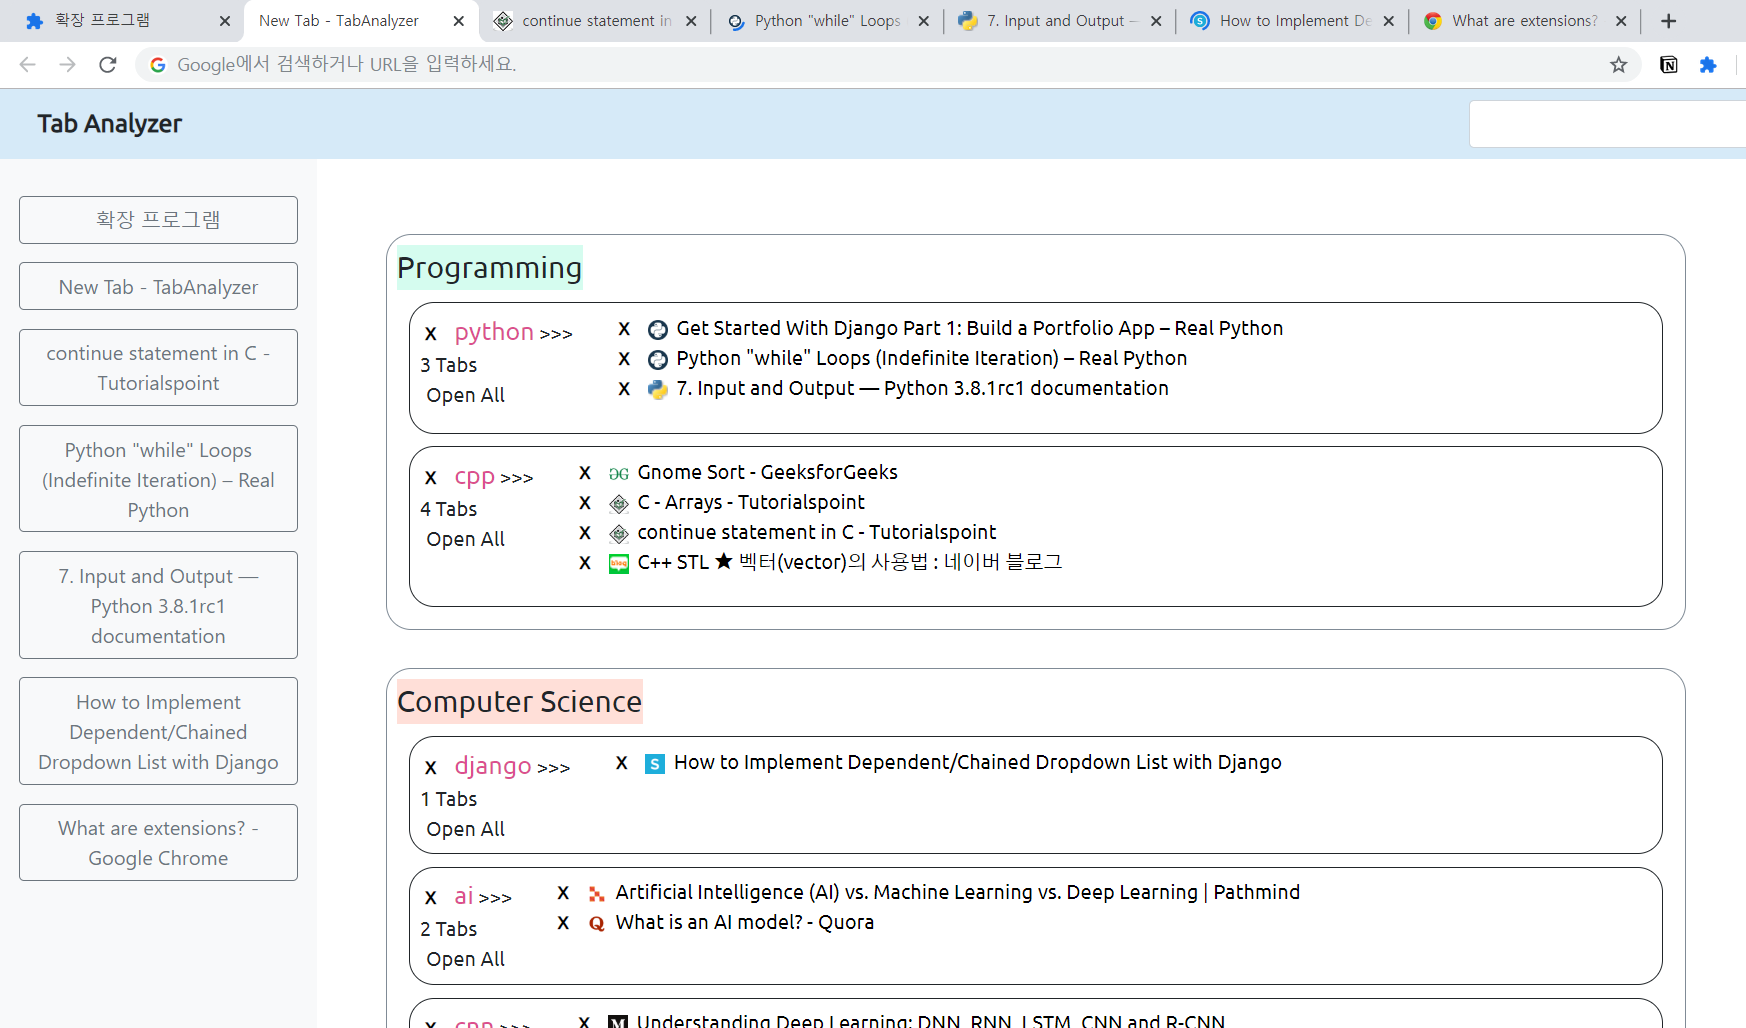 확장 프로그램
New Tab - TabAnalyzer
continue statement in
Python "while" Loops
7. Input and Output —
How to Implement De
What are extensions?
Google에서 검색하거나 URL을 입력하세요.
Tab Analyzer
확장 프로그램
New Tab - TabAnalyzer
continue statement in C -
Tutorialspoint
Python "while" Loops
(Indefinite Iteration) – Real
Python
7. Input and Output —
Python 3.8.1rc1
documentation
How to Implement
Dependent/Chained
Dropdown List with Django
What are extensions? -
Google Chrome
Programming
X python >>>
3 Tabs
Open All
X Get Started With Django Part 1: Build a Portfolio App – Real Python
X Python "while" Loops (Indefinite Iteration) – Real Python
X 7. Input and Output — Python 3.8.1rc1 documentation
X cpp >>>
4 Tabs
Open All
X Gnome Sort - GeeksforGeeks
X C - Arrays - Tutorialspoint
X continue statement in C - Tutorialspoint
X C++ STL ★ 벡터(vector)의 사용법 : 네이버 블로그
Computer Science
X django >>>
1 Tabs
Open All
X How to Implement Dependent/Chained Dropdown List with Django
X ai >>>
2 Tabs
Open All
X Artificial Intelligence (AI) vs. Machine Learning vs. Deep Learning | Pathmind
X What is an AI model? - Quora
X >>>
X Understanding Deep Learning: DNN, RNN, LSTM, CNN and R-CNN